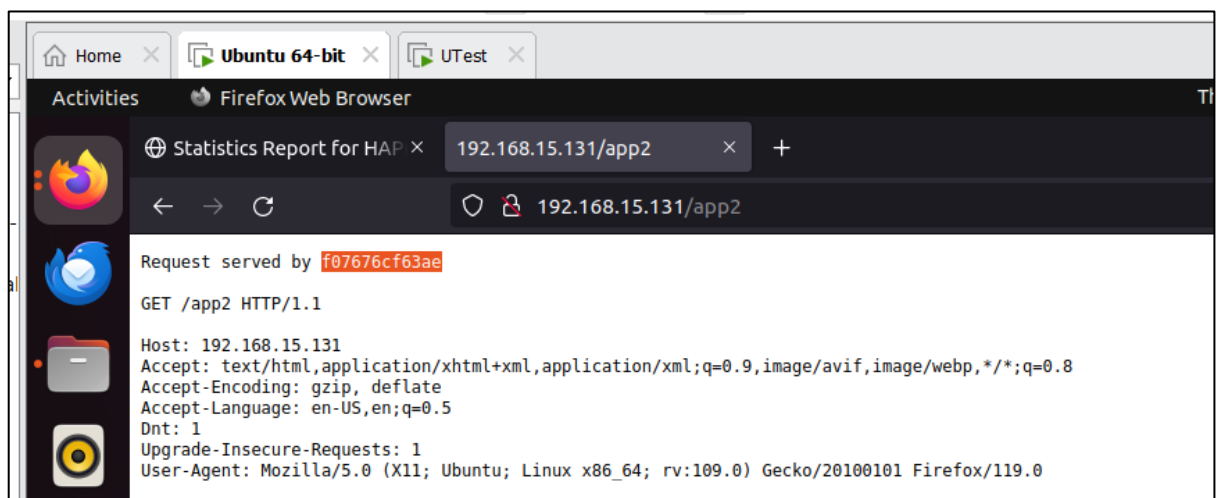 Home
Ubuntu 64-bit
UTest
Activities
Firefox Web Browser
Statistics Report for HAP
192.168.15.131/app2
192.168.15.131/app2
Request served by f07676cf63ae
GET /app2 HTTP/1.1
Host: 192.168.15.131
Accept: text/html,application/xhtml+xml,application/xml;q=0.9,image/avif,image/webp,*/*;q=0.8
Accept-Encoding: gzip, deflate
Accept-Language: en-US,en;q=0.5
Dnt: 1
Upgrade-Insecure-Requests: 1
User-Agent: Mozilla/5.0 (X11; Ubuntu; Linux x86_64; rv:109.0) Gecko/20100101 Firefox/119.0